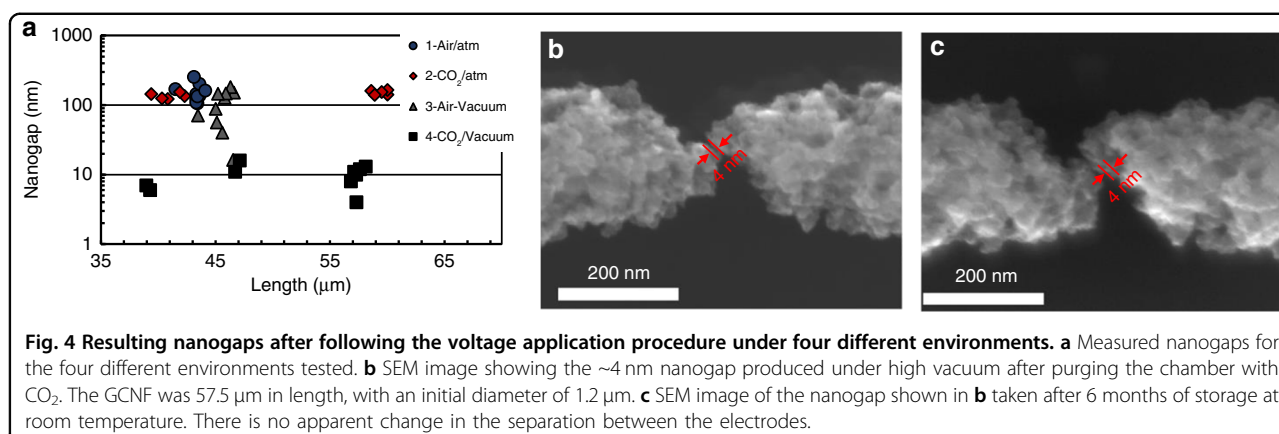 a
Nanogap (nm)
1000
100
10
1
35
45
55
65
Length (μm)
1-Air/atm
2-CO₂/atm
3-Air-Vacuum
4-CO₂/Vacuum
b
4 nm
200 nm
c
4 nm
200 nm
Fig. 4 Resulting nanogaps after following the voltage application procedure under four different environments. a Measured nanogaps for
the four different environments tested. b SEM image showing the ~4 nm nanogap produced under high vacuum after purging the chamber with
CO₂. The GCNF was 57.5 μm in length, with an initial diameter of 1.2 μm. c SEM image of the nanogap shown in b taken after 6 months of storage at
room temperature. There is no apparent change in the separation between the electrodes.